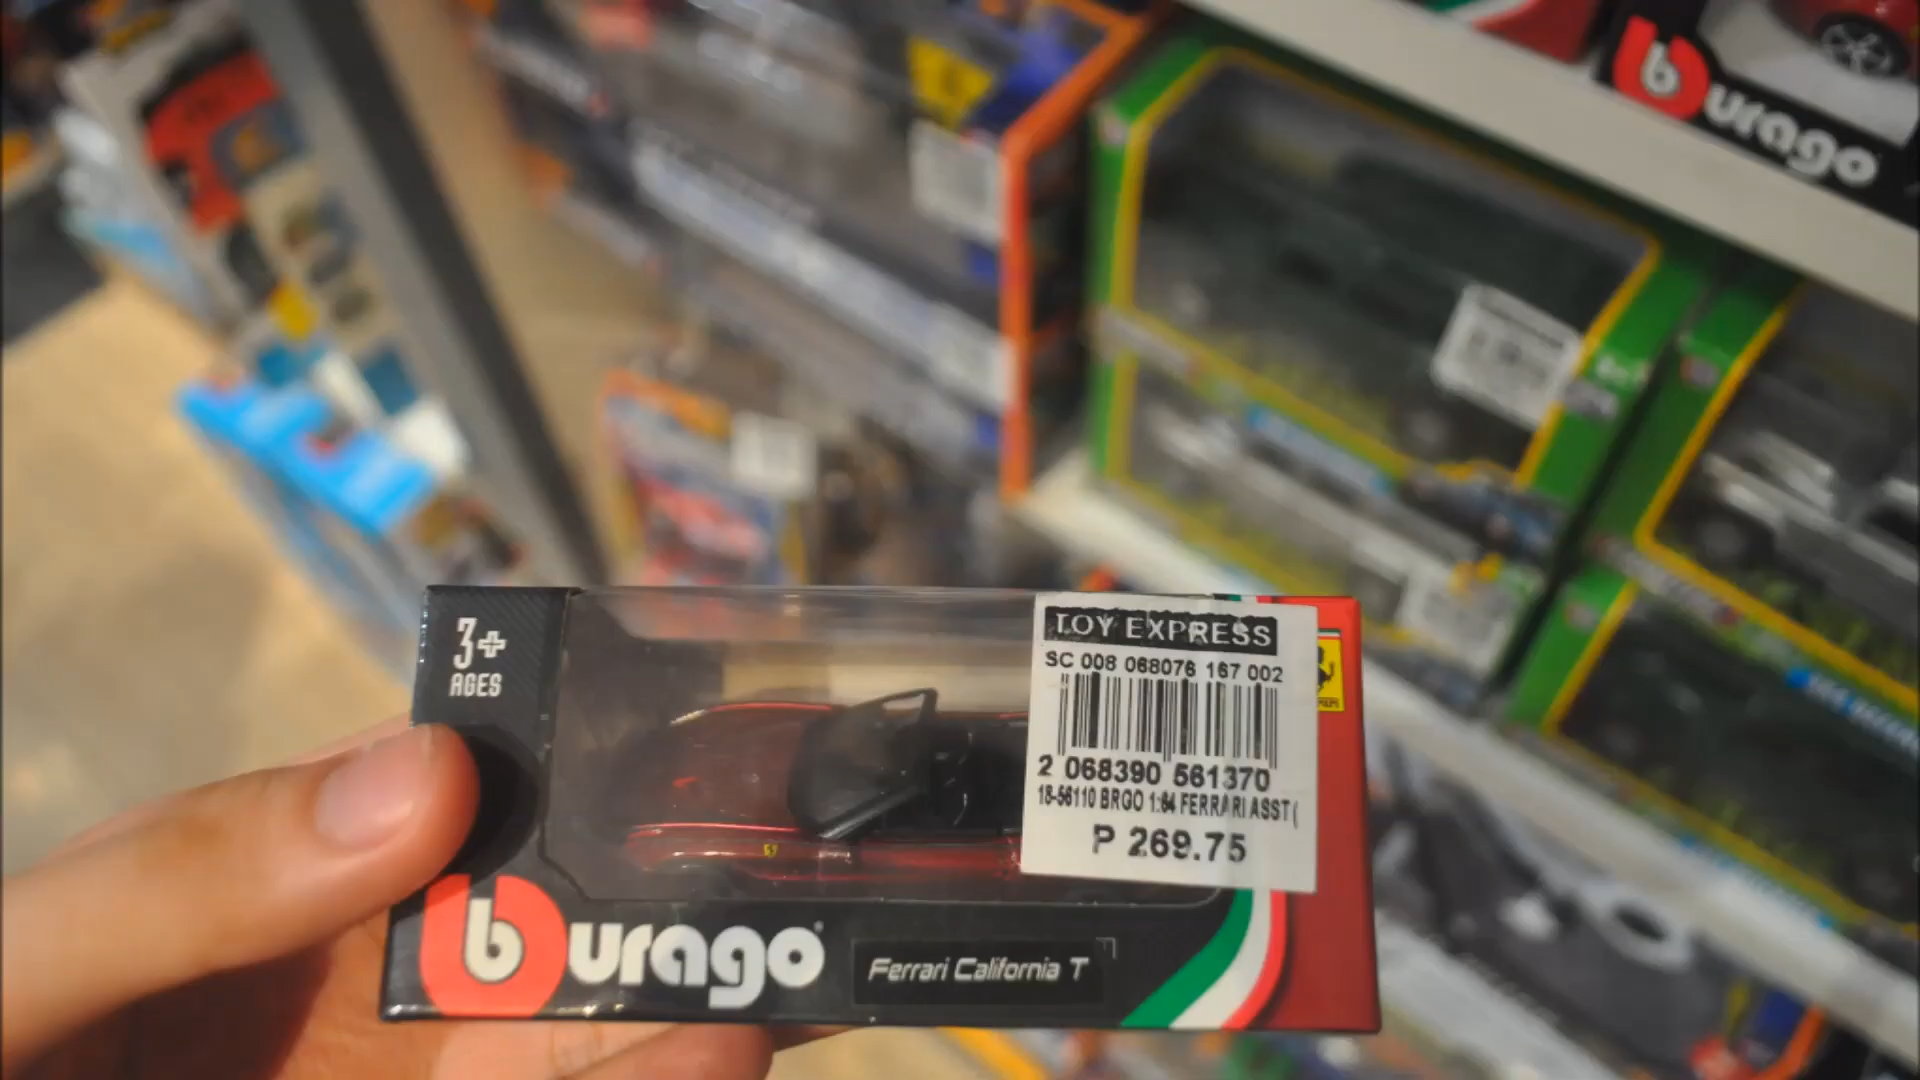 burago
3+
AGES
TOY EXPRESS
SC 008 068076 167 002
2 068390 561370
18-56110 BRGO 1:64 FERRARI ASST (
P 269.75
burago
Ferrari California T